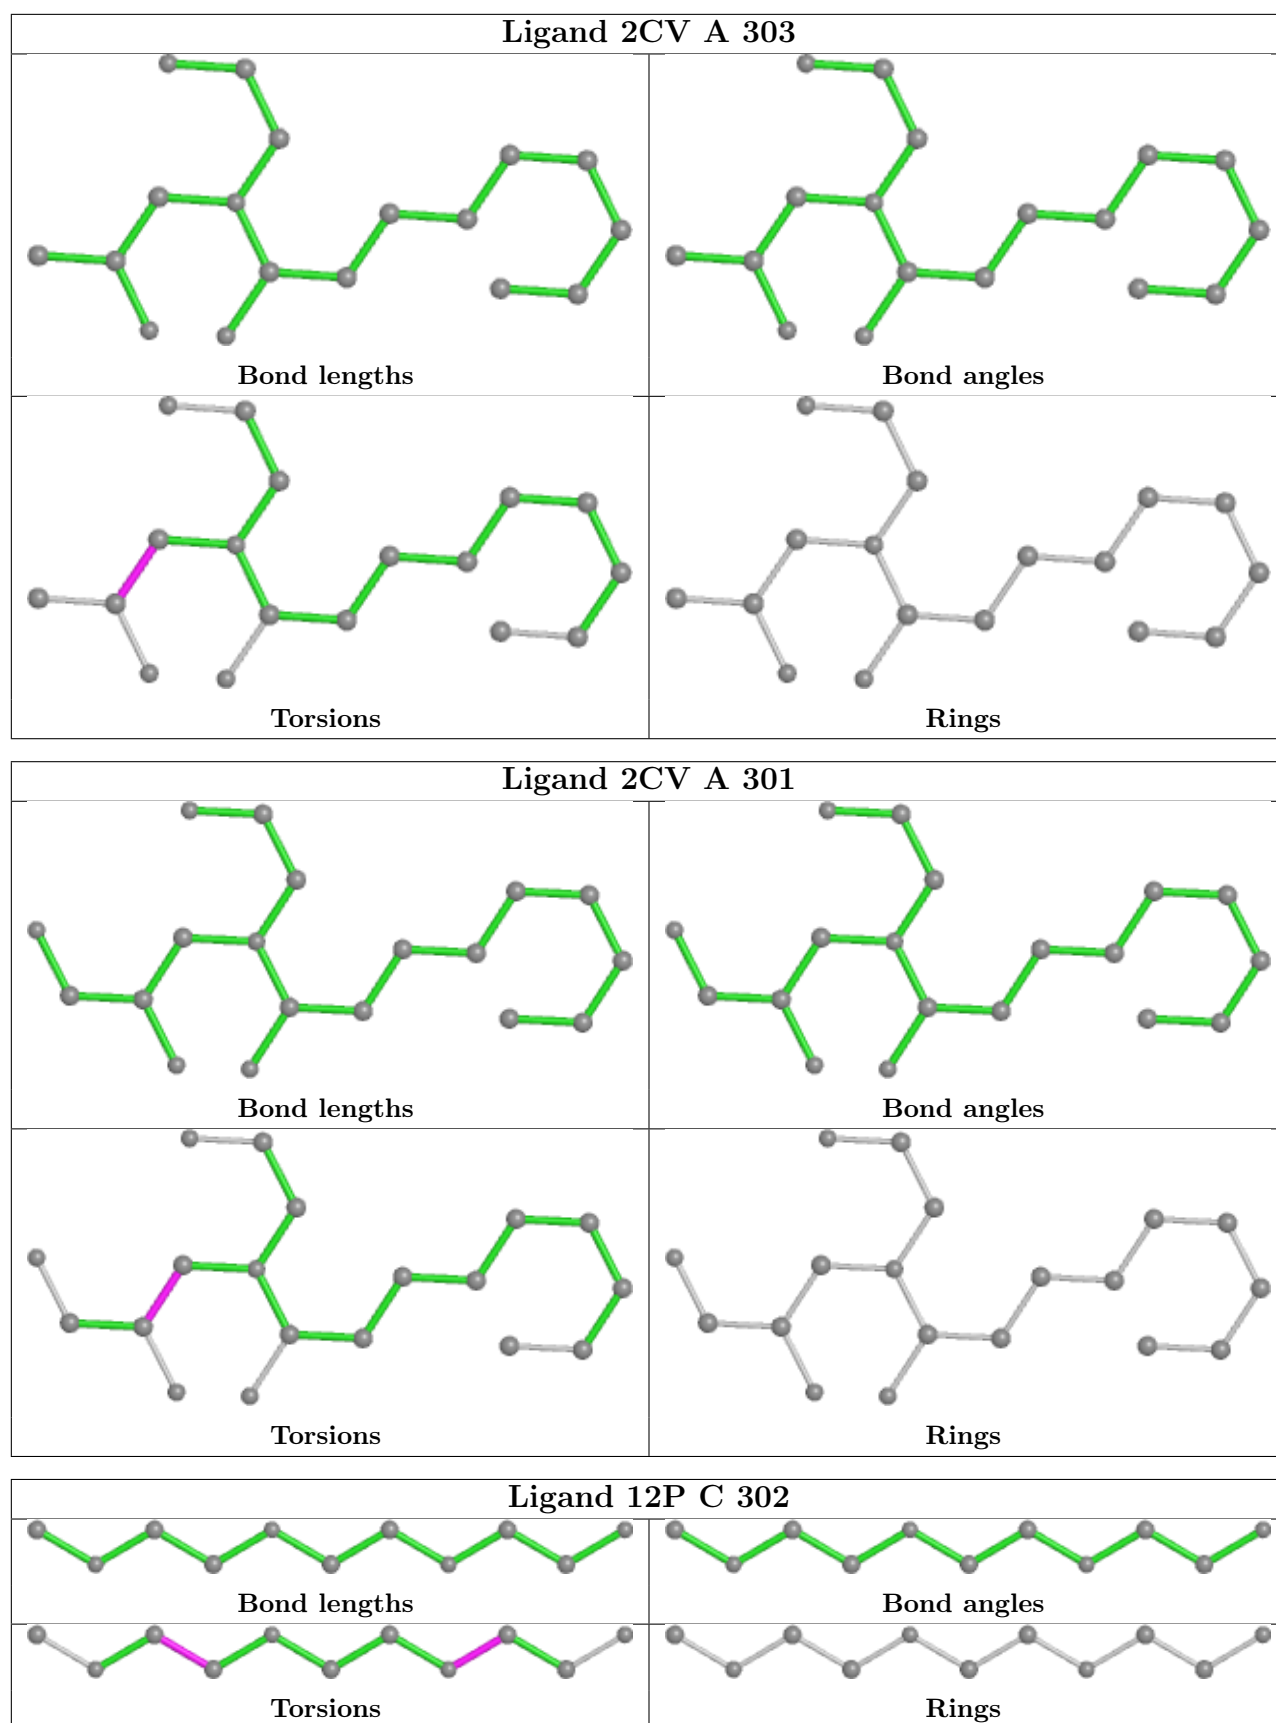 Ligand 2CV A 303
Bond lengths
Bond angles
Torsions
Rings
Ligand 2CV A 301
Bond lengths
Bond angles
Torsions
Rings
Ligand 12P C 302
Bond lengths
Bond angles
Torsions
Rings